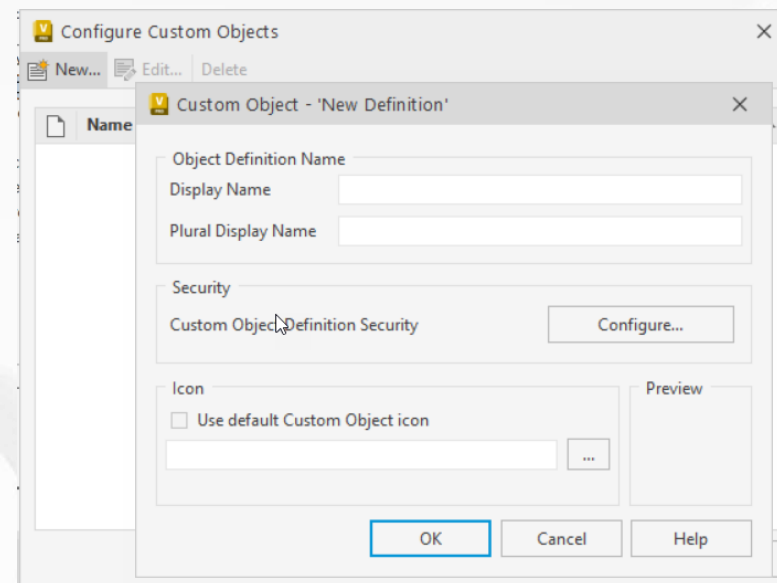 Configure Custom Objects
New... Edit... Delete
Name
Custom Object - 'New Definition'
Object Definition Name
Display Name
Plural Display Name
Security
Custom Object Definition Security Configure...
Icon Preview
Use default Custom Object icon
...
OK Cancel Help